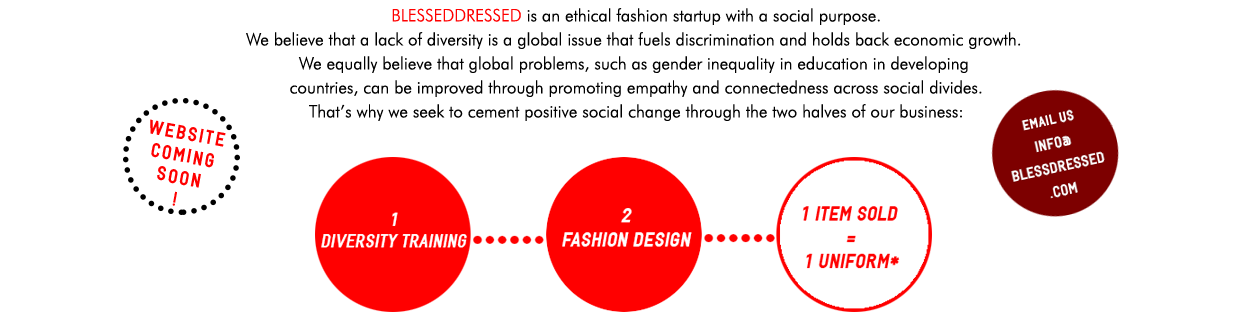 BLESSEDDRESSED is an ethical fashion startup with a social purpose.
We believe that a lack of diversity is a global issue that fuels discrimination and holds back economic growth.
We equally believe that global problems, such as gender inequality in education in developing
countries, can be improved through promoting empathy and connectedness across social divides.
That's why we seek to cement positive social change through the two halves of our business:
WEBSITE
COMING
SOON
!
EMAIL US
INFO@
BLESSDRESSED
.COM
1
DIVERSITY TRAINING
2
FASHION DESIGN
1 ITEM SOLD
=
1 UNIFORM*